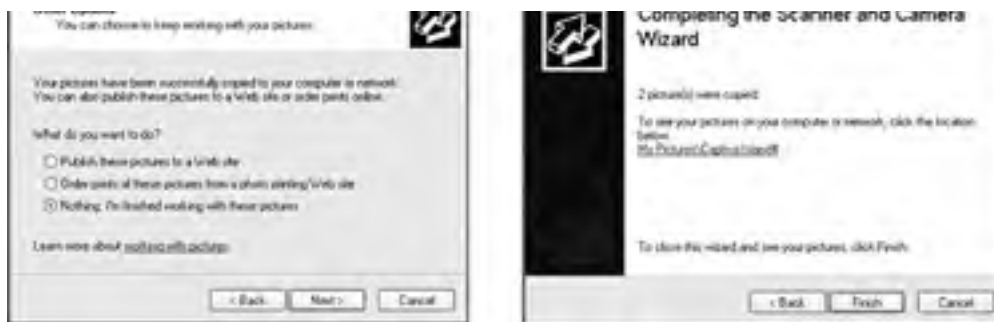 Other Options
You can choose to keep working with your pictures.
Your pictures have been successfully copied to your computer or network.
You can also publish these pictures to a Web site or order prints online.
What do you want to do?
Publish these pictures to a Web site
Order prints of these pictures from a photo printing Web site
Nothing. I'm finished working with these pictures
Learn more about working with pictures.
< Back
Next >
Cancel
Completing the Scanner and Camera
Wizard
2 picture(s) were copied.
To see your pictures on your computer or network, click the location
below:
My Pictures\
To close this wizard and see your pictures, click Finish.
< Back
Finish
Cancel